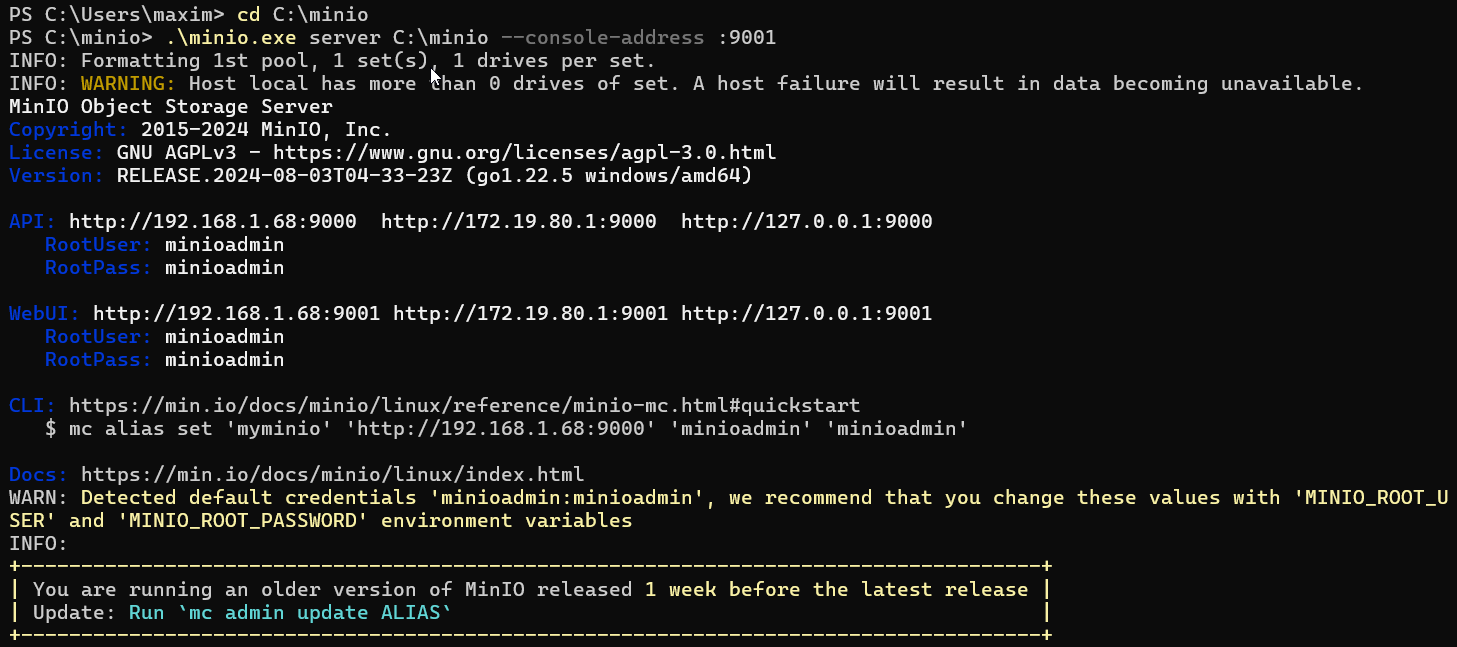 PS C:\Users\maxim> cd C:\minio
PS C:\minio> .\minio.exe server C:\minio --console-address :9001
INFO: Formatting 1st pool, 1 set(s), 1 drives per set.
INFO: WARNING: Host local has more than 0 drives of set. A host failure will result in data becoming unavailable.
MinIO Object Storage Server
Copyright: 2015-2024 MinIO, Inc.
License: GNU AGPLv3 - https://www.gnu.org/licenses/agpl-3.0.html
Version: RELEASE.2024-08-03T04-33-23Z (go1.22.5 windows/amd64)

API: http://192.168.1.68:9000  http://172.19.80.1:9000  http://127.0.0.1:9000
   RootUser: minioadmin
   RootPass: minioadmin

WebUI: http://192.168.1.68:9001 http://172.19.80.1:9001 http://127.0.0.1:9001
   RootUser: minioadmin
   RootPass: minioadmin

CLI: https://min.io/docs/minio/linux/reference/minio-mc.html#quickstart
   $ mc alias set 'myminio' 'http://192.168.1.68:9000' 'minioadmin' 'minioadmin'

Docs: https://min.io/docs/minio/linux/index.html
WARN: Detected default credentials 'minioadmin:minioadmin', we recommend that you change these values with 'MINIO_ROOT_U
SER' and 'MINIO_ROOT_PASSWORD' environment variables
INFO:
+-------------------------------------------------------------------------------------+
| You are running an older version of MinIO released 1 week before the latest release |
| Update: Run `mc admin update ALIAS`                                                 |
+-------------------------------------------------------------------------------------+